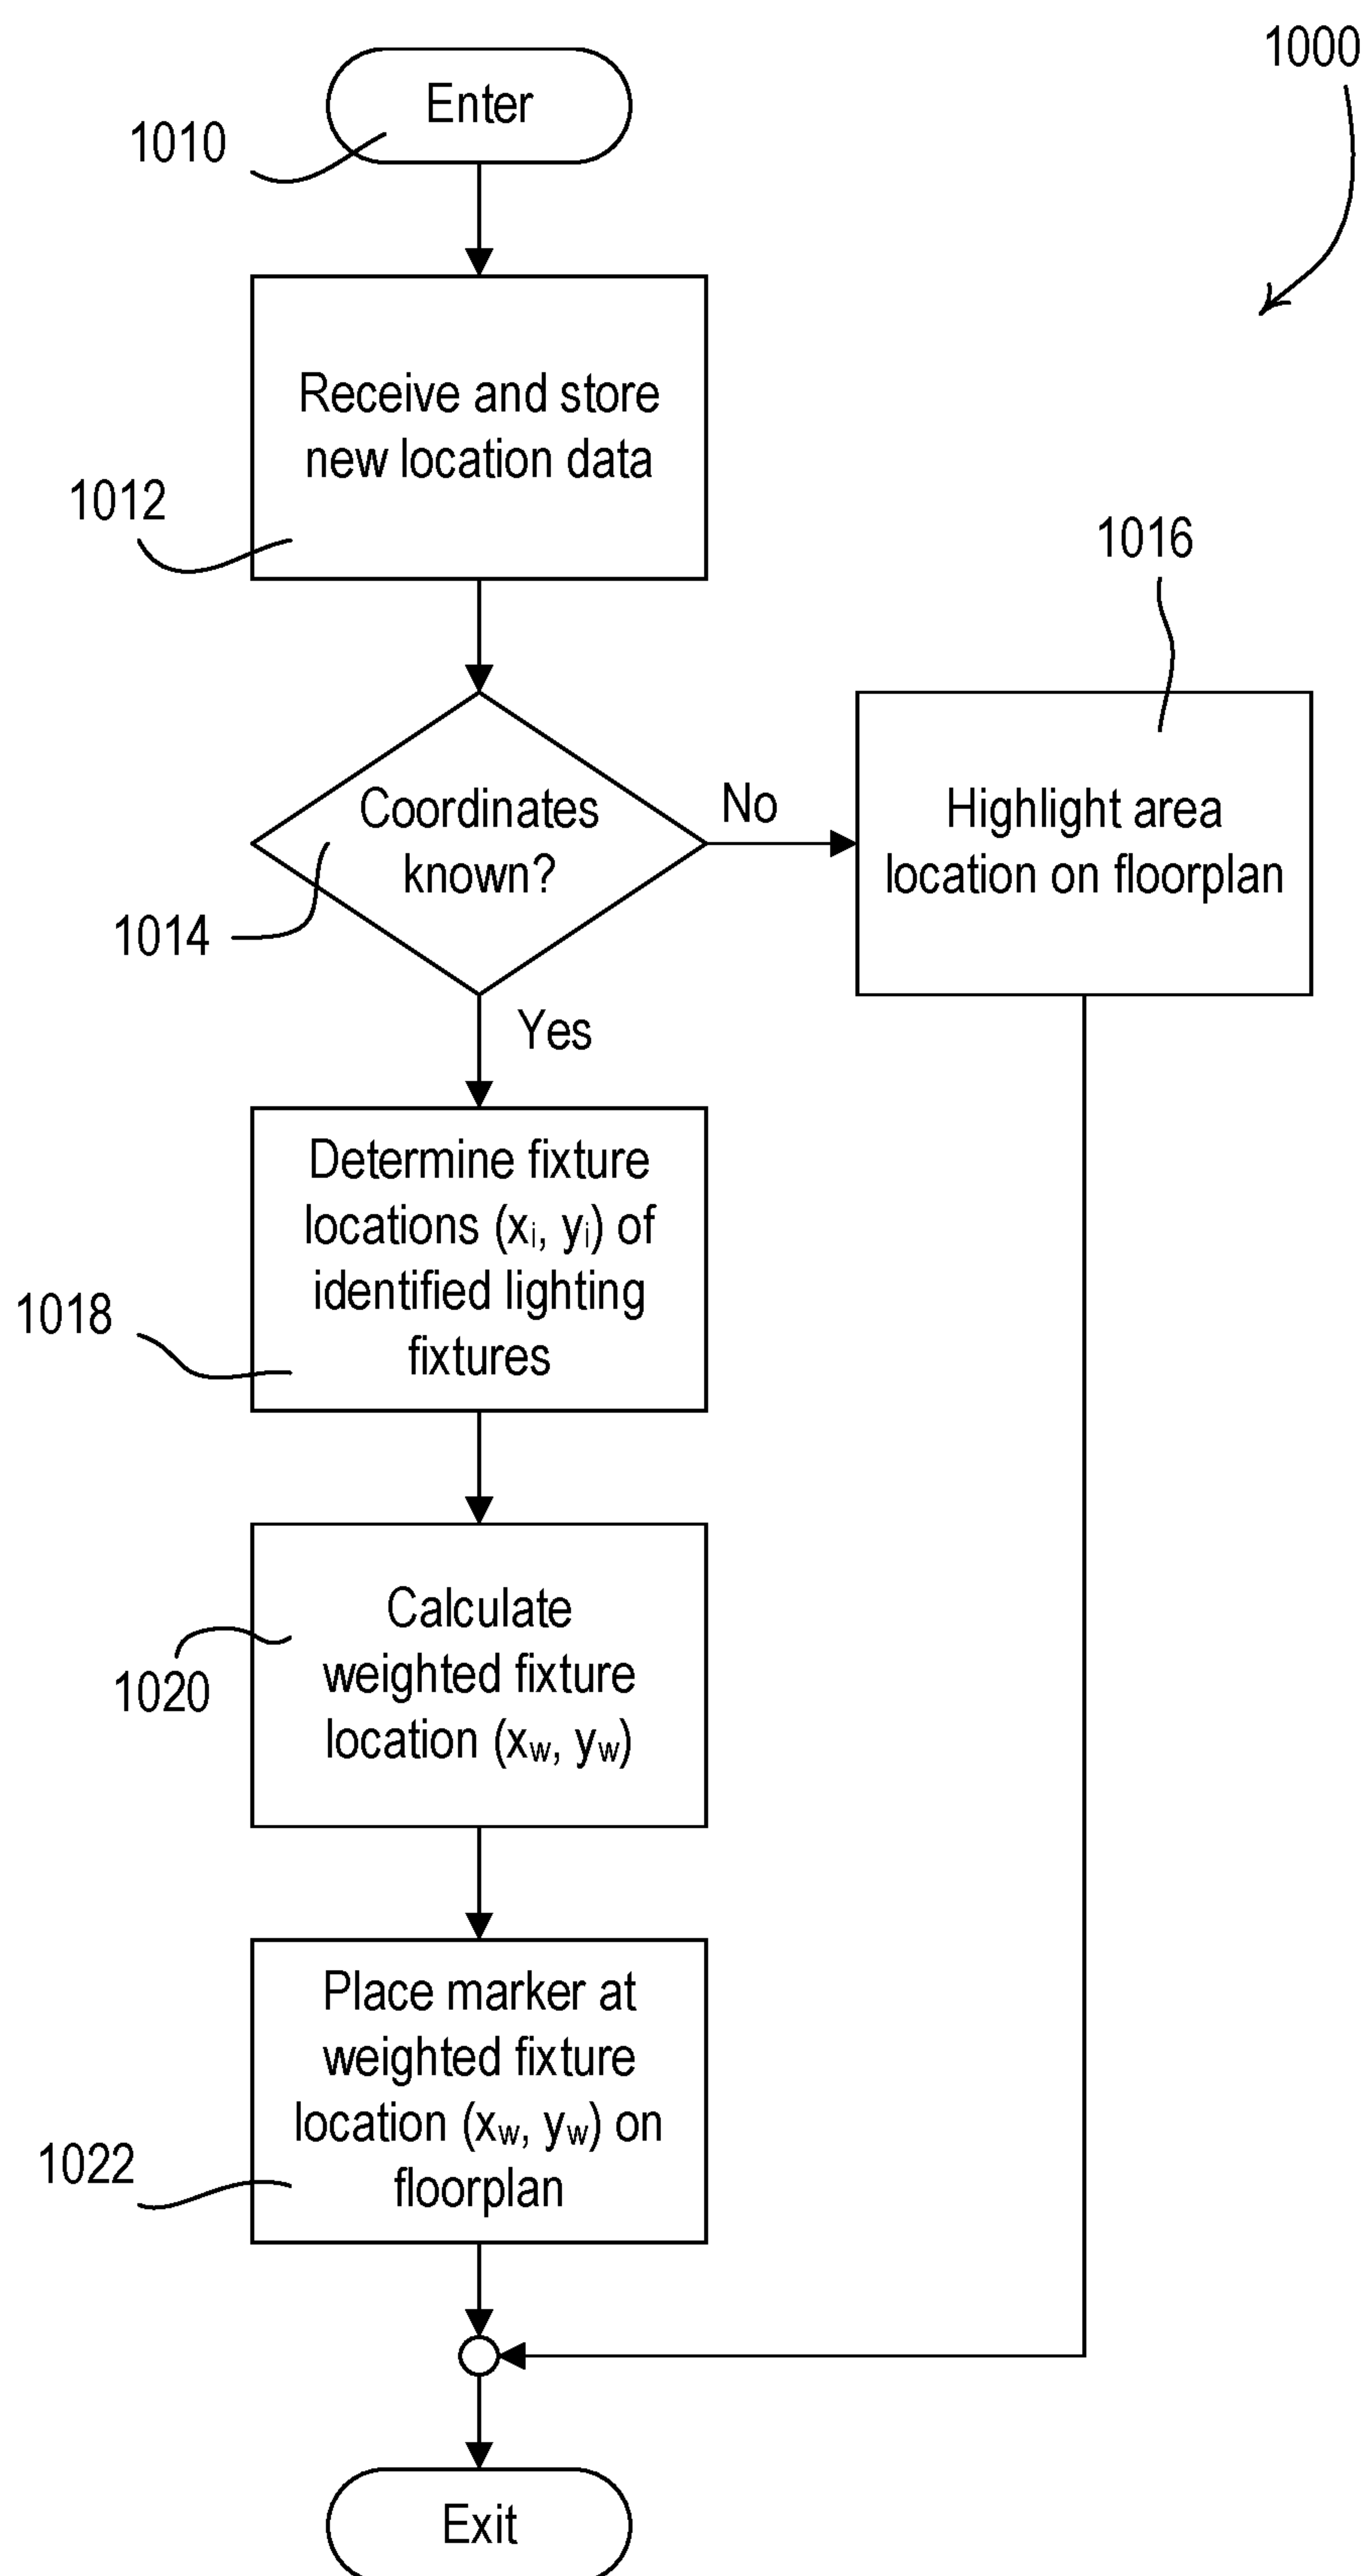 1000
Enter
1010
Receive and store
new location data
1012
1016
Coordinates
known?
No
Highlight area
location on floorplan
1014
Yes
Determine fixture
locations (xi, yi) of
identified lighting
fixtures
1018
Calculate
weighted fixture
location (xw, yw)
1020
Place marker at
weighted fixture
location (xw, yw) on
floorplan
1022
Exit